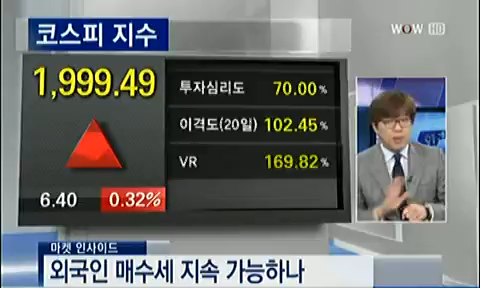 코스피 지수
WOW HD
1,999.49
투자심리도 70.00%
이격도(20일) 102.45%
VR 169.82%
6.40 0.32%
마켓 인사이드
외국인 매수세 지속 가능하나